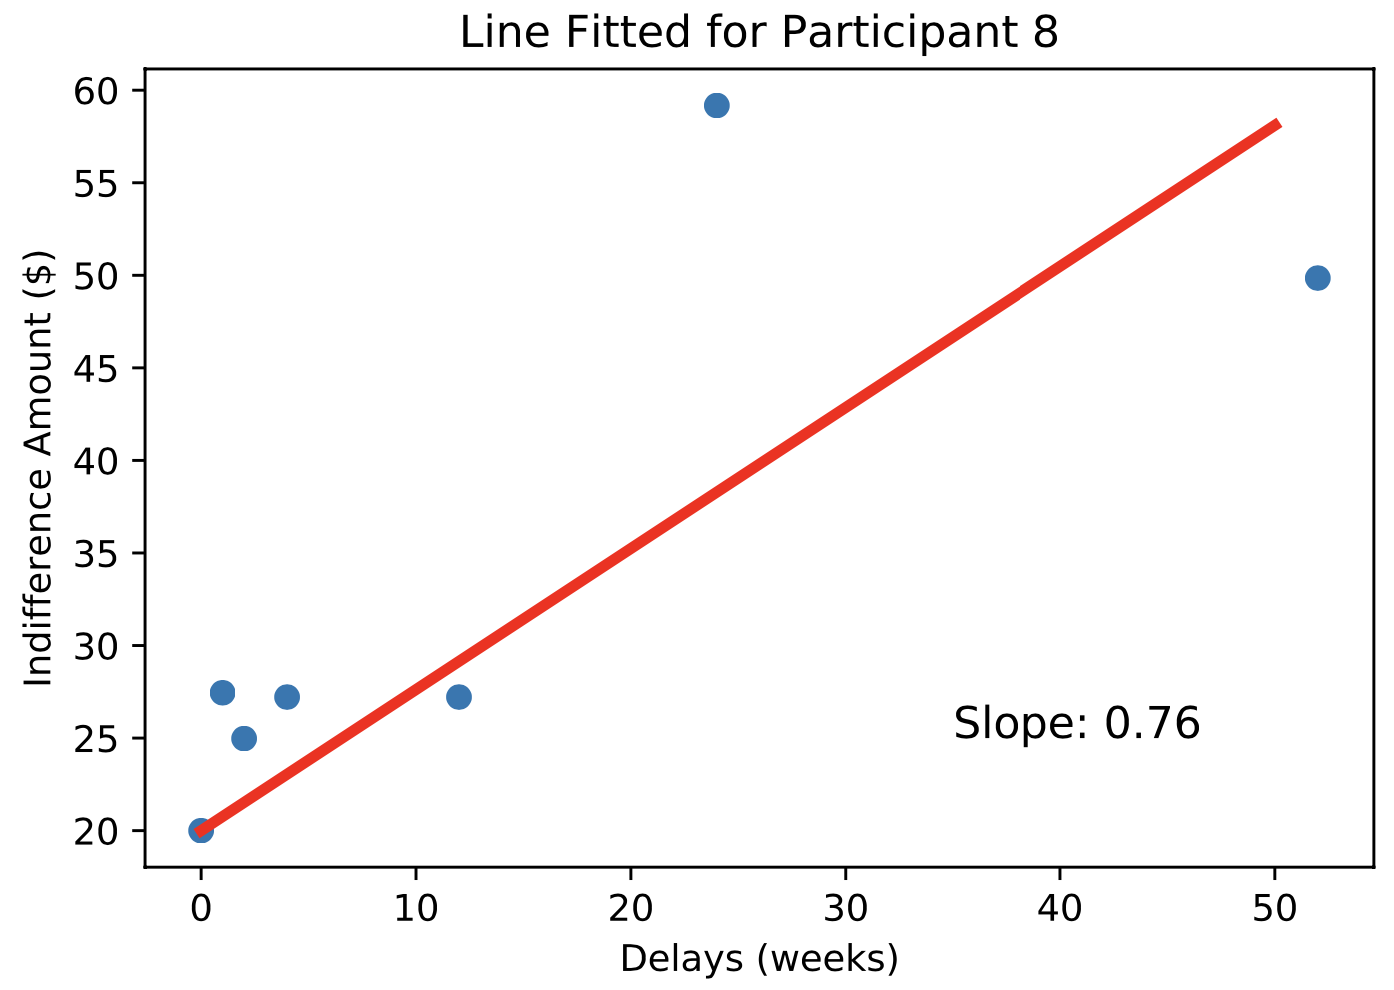 Line Fitted for Participant 8
Indifference Amount ($)
60
55
50
45
40
35
30
25
20
Slope: 0.76
0 10 20 30 40 50
Delays (weeks)